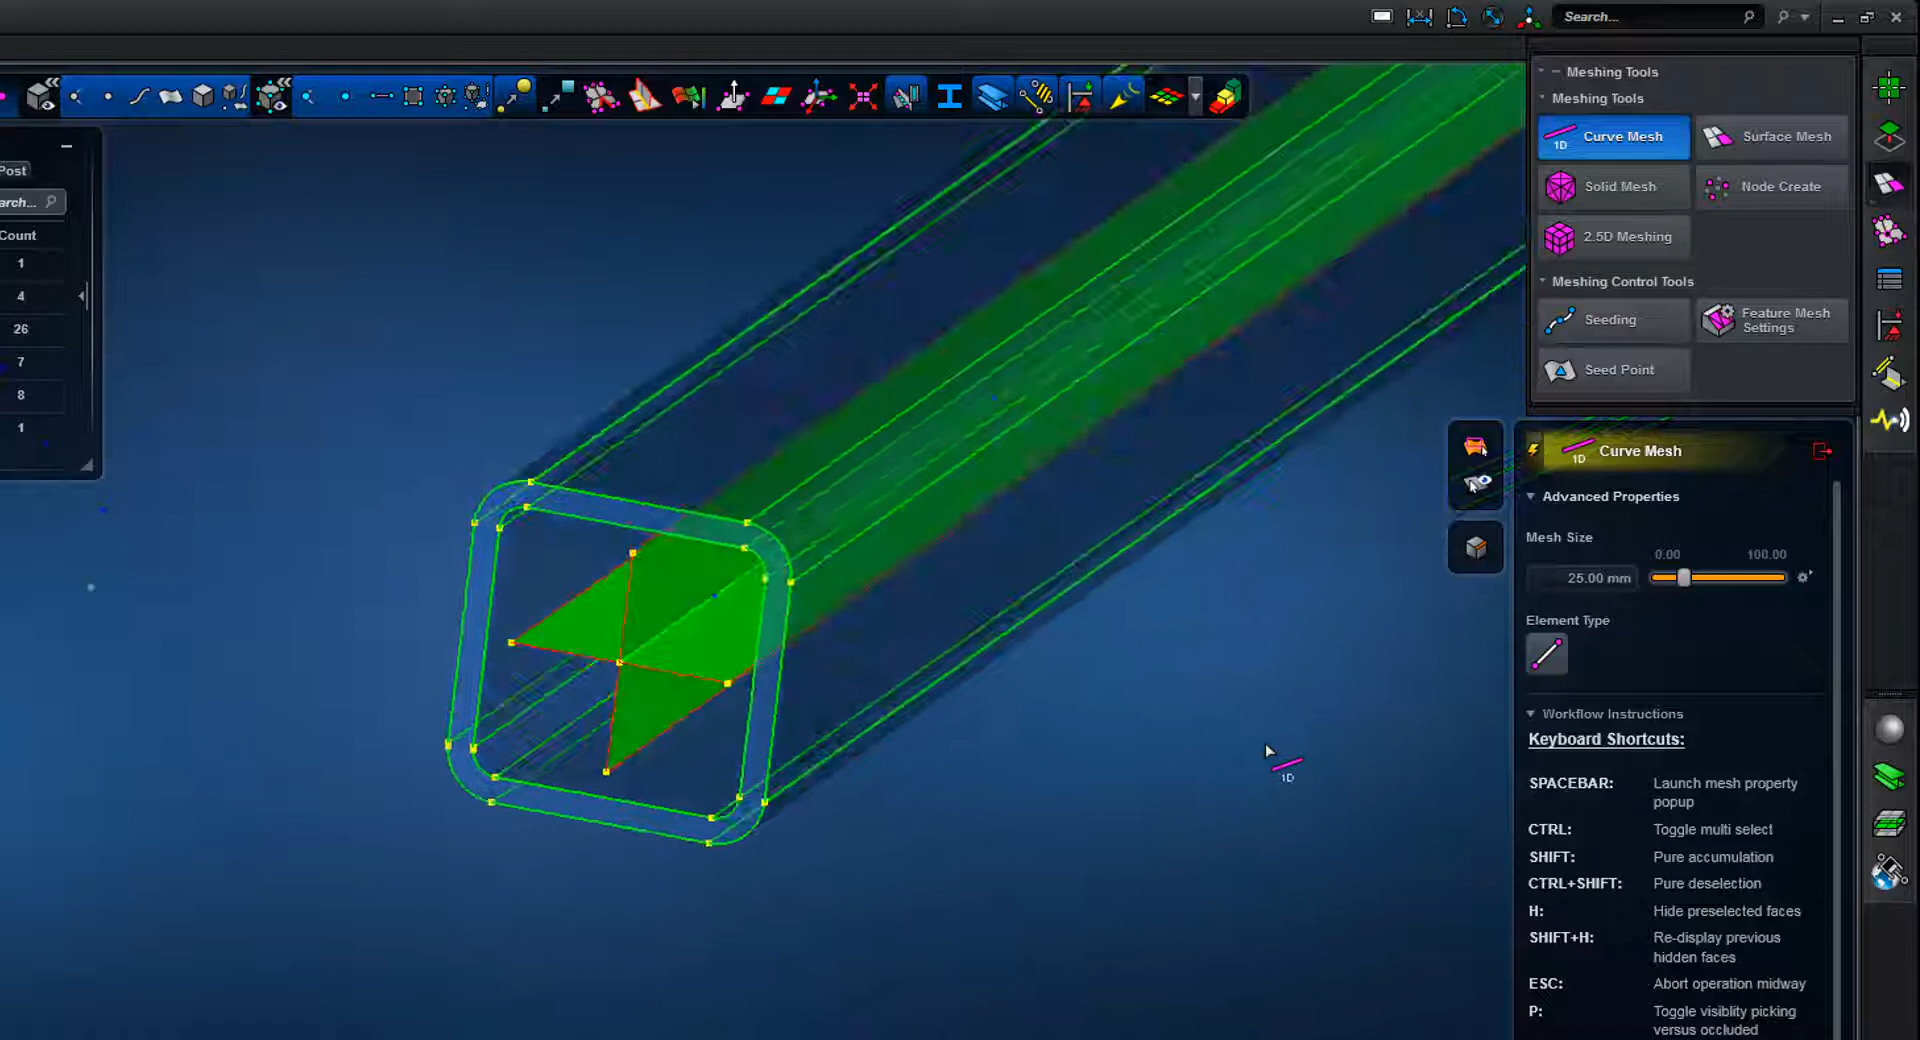 Search...
Post
arch...
Count
1
4
26
7
8
1
Meshing Tools
Meshing Tools
1D
Curve Mesh
Surface Mesh
Solid Mesh
Node Create
2.5D Meshing
Meshing Control Tools
Seeding
Feature Mesh
Settings
Seed Point
1D
Curve Mesh
Advanced Properties
Mesh Size
0.00
100.00
25.00 mm
Element Type
Workflow Instructions
Keyboard Shortcuts:
SPACEBAR:
Launch mesh property
popup
CTRL:
Toggle multi select
SHIFT:
Pure accumulation
CTRL+SHIFT:
Pure deselection
H:
Hide preselected faces
SHIFT+H:
Re-display previous
hidden faces
ESC:
Abort operation midway
P:
Toggle visiblity picking
versus occluded
1D